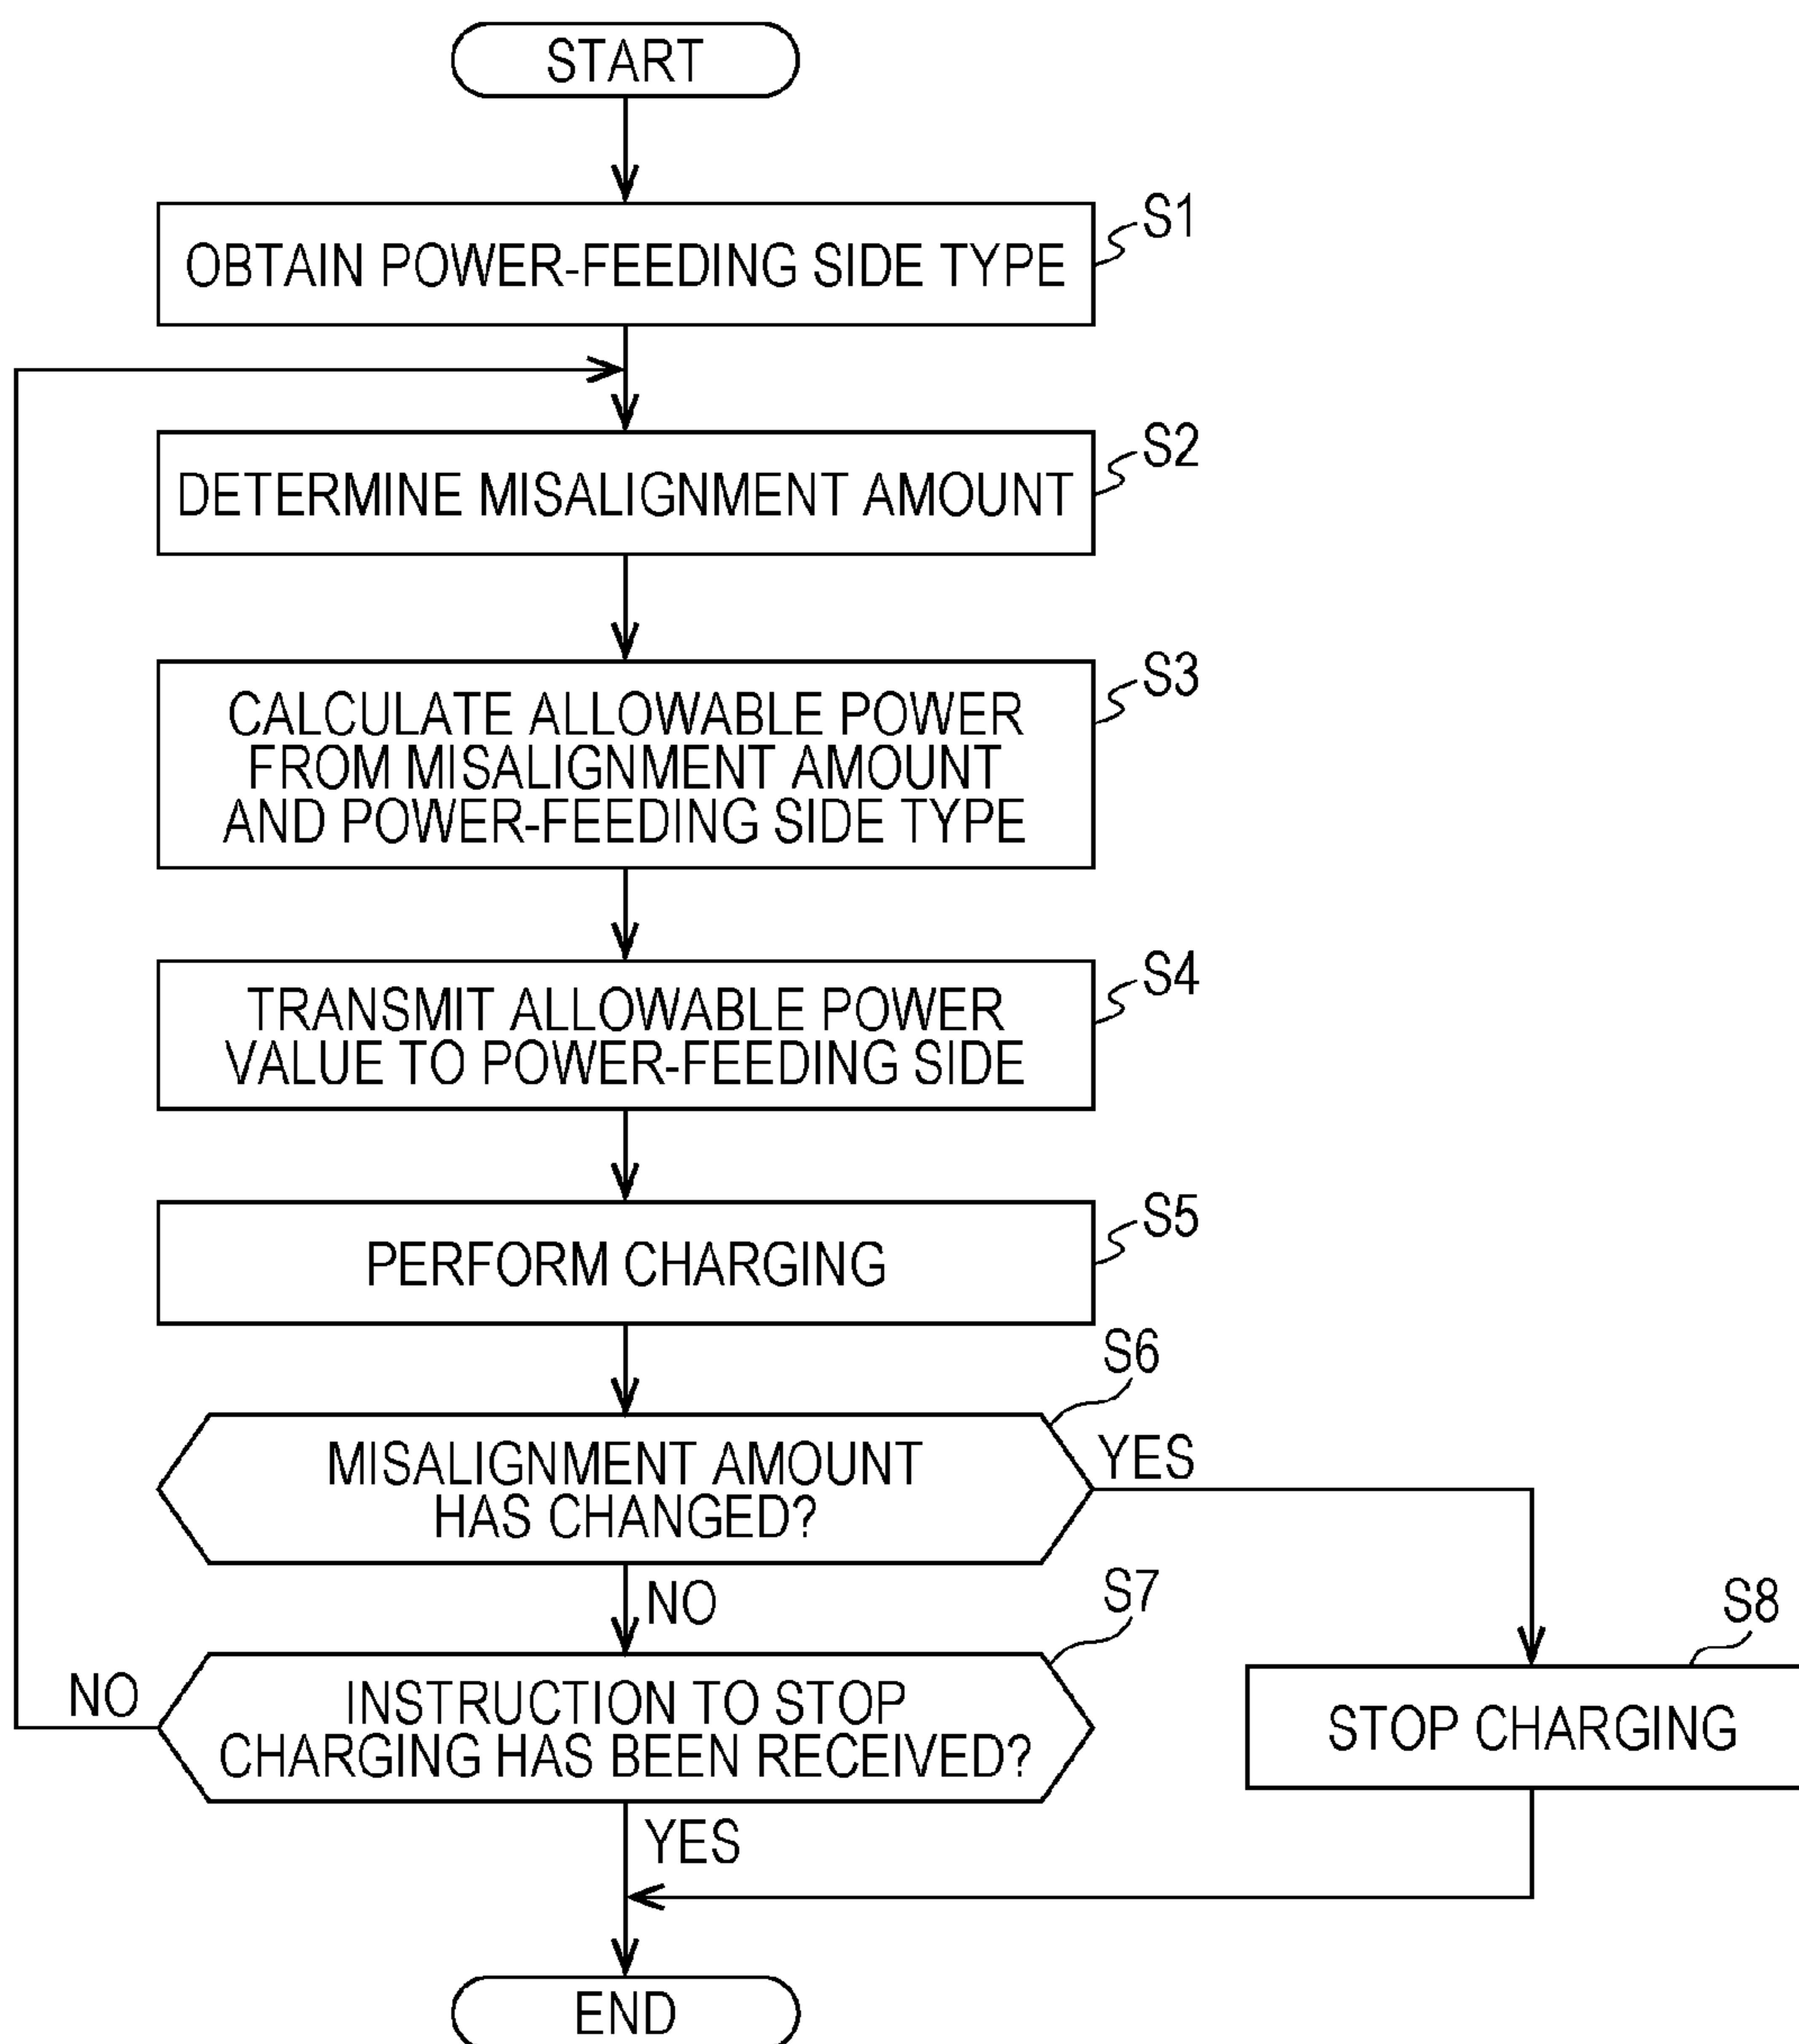 START
S1
OBTAIN POWER-FEEDING SIDE TYPE
S2
DETERMINE MISALIGNMENT AMOUNT
S3
CALCULATE ALLOWABLE POWER
FROM MISALIGNMENT AMOUNT
AND POWER-FEEDING SIDE TYPE
S4
TRANSMIT ALLOWABLE POWER
VALUE TO POWER-FEEDING SIDE
S5
PERFORM CHARGING
S6
MISALIGNMENT AMOUNT
HAS CHANGED?
YES
NO
S7
S8
NO
INSTRUCTION TO STOP
CHARGING HAS BEEN RECEIVED?
STOP CHARGING
YES
END